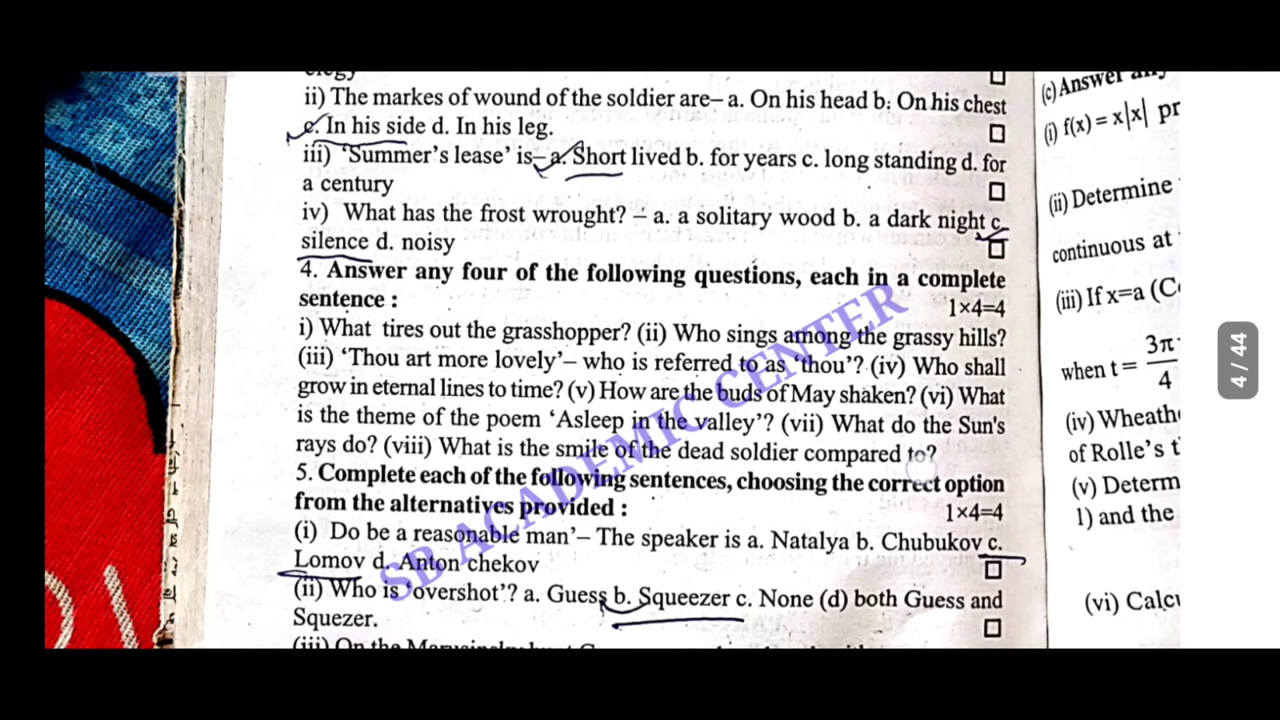 elegy
ii) The markes of wound of the soldier are– a. On his head b. On his chest
c. In his side d. In his leg.
iii) 'Summer's lease' is– a. Short lived b. for years c. long standing d. for
a century
iv) What has the frost wrought? – a. a solitary wood b. a dark night c.
silence d. noisy
4. Answer any four of the following questions, each in a complete
sentence :
1×4=4
i) What tires out the grasshopper? (ii) Who sings among the grassy hills?
(iii) 'Thou art more lovely'– who is referred to as 'thou'? (iv) Who shall
grow in eternal lines to time? (v) How are the buds of May shaken? (vi) What
is the theme of the poem 'Asleep in the valley'? (vii) What do the Sun's
rays do? (viii) What is the smile of the dead soldier compared to?
5. Complete each of the following sentences, choosing the correct option
from the alternatives provided :
1×4=4
(i) Do be a reasonable man'– The speaker is a. Natalya b. Chubukov c.
Lomov d. Anton chekov
(ii) Who is 'overshot'? a. Guess b. Squeezer c. None (d) both Guess and
Squezer.
(iii) On the
SB ACADEMIC CENTER
(c) Answer any
(i) f(x) = x|x| pr
(ii) Determine
continuous at
(iii) If x=a (C
when t = 3π/4
(iv) Wheath
of Rolle's t
(v) Determ
1) and the
(vi) Calcu
4 / 44